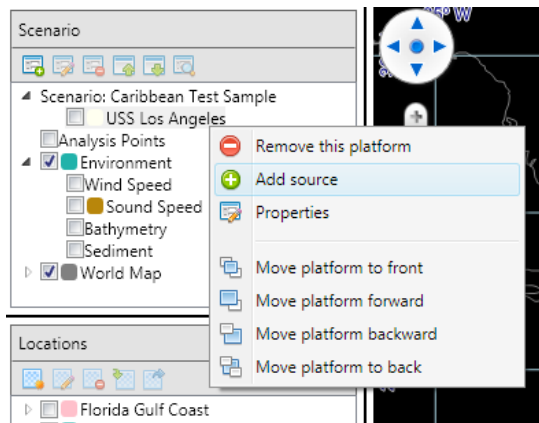 Scenario
Scenario: Caribbean Test Sample
USS Los Angeles
Analysis Points
Environment
Wind Speed
Sound Speed
Bathymetry
Sediment
World Map
Remove this platform
Add source
Properties
Move platform to front
Move platform forward
Move platform backward
Move platform to back
Locations
Florida Gulf Coast